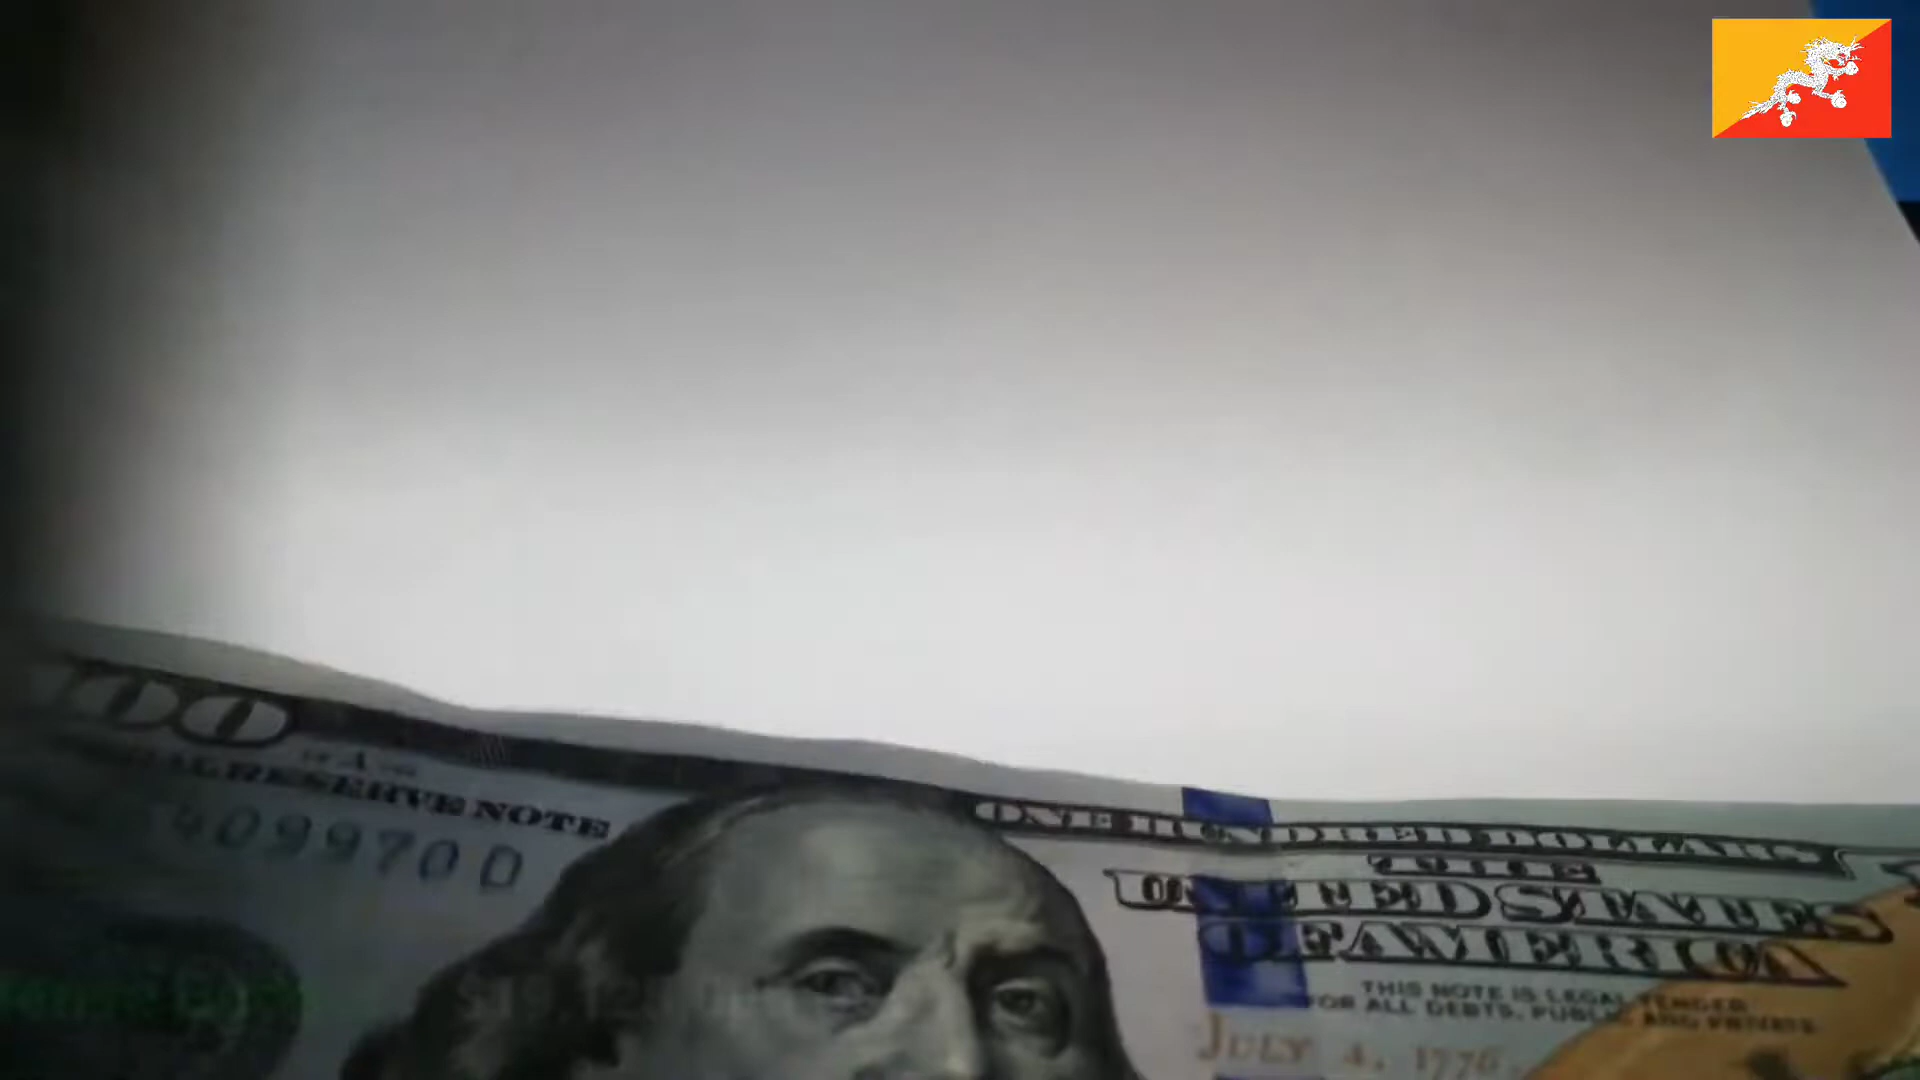 100
RESERVE NOTE
4099700
ONE HUNDRED DOLLARS
THE
UNITED STATES
OF AMERICA
THIS NOTE IS LEGAL TENDER
FOR ALL DEBTS, PUBLIC AND PRIVATE
JULY 4, 1776